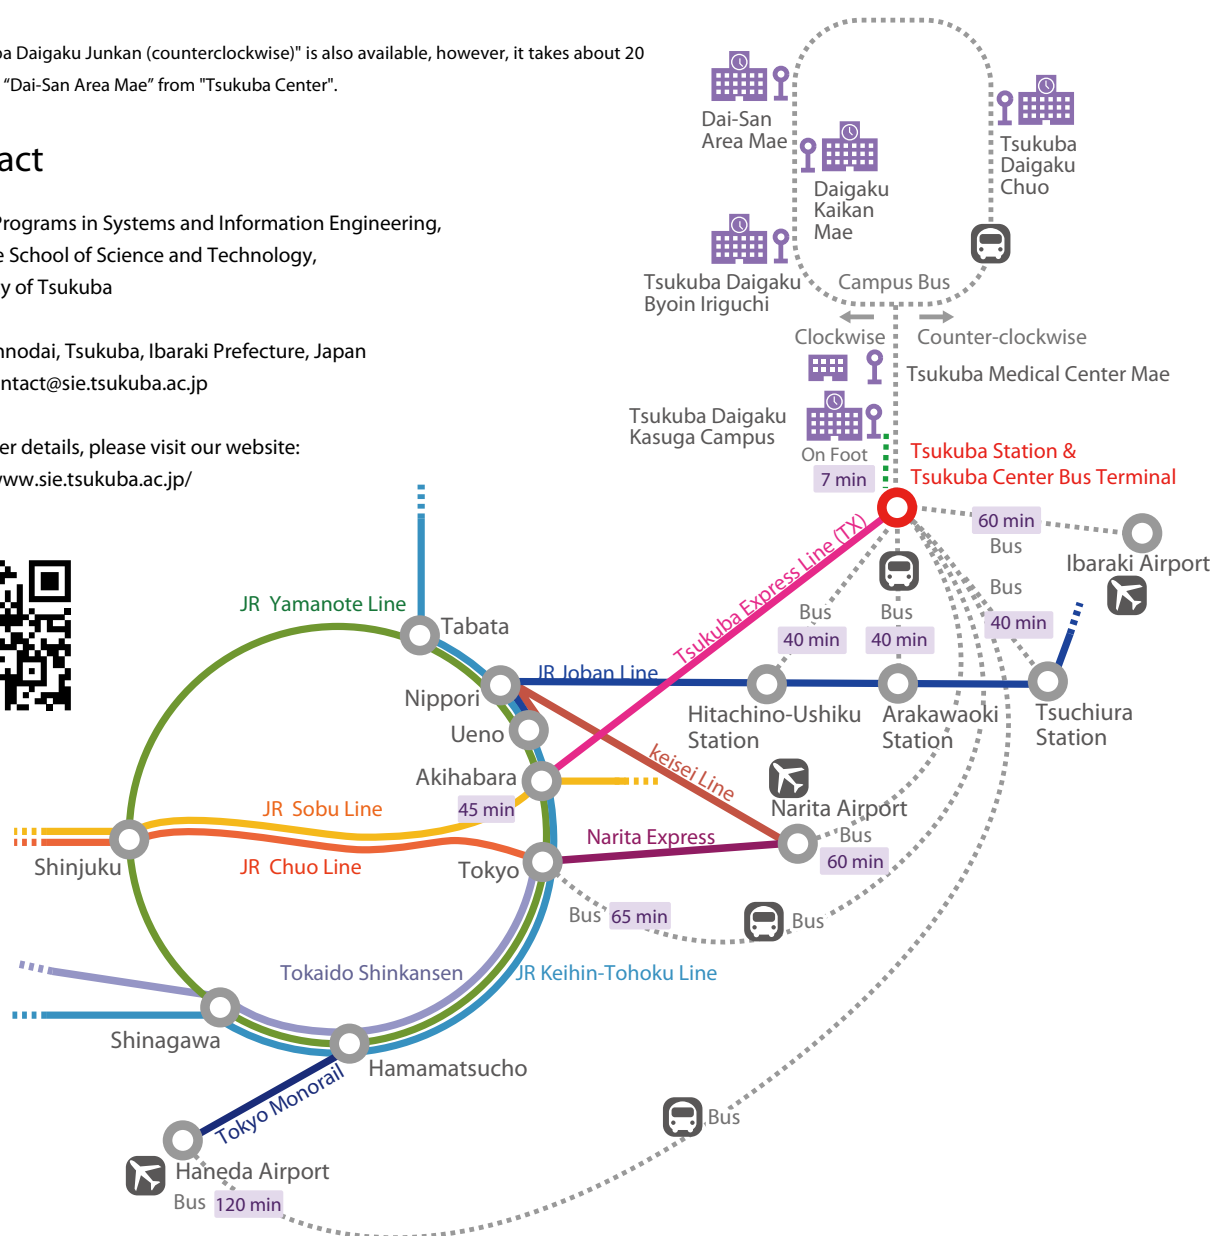 ba Daigaku Junkan (counterclockwise)" is also available, however, it takes about 20
“Dai-San Area Mae” from "Tsukuba Center".
act
Programs in Systems and Information Engineering,
e School of Science and Technology,
y of Tsukuba
nnodai, Tsukuba, Ibaraki Prefecture, Japan
ntact@sie.tsukuba.ac.jp
er details, please visit our website:
www.sie.tsukuba.ac.jp/
Dai-San
Area Mae
Tsukuba
Daigaku
Chuo
Daigaku
Kaikan
Mae
Tsukuba Daigaku
Byoin Iriguchi
Campus Bus
Clockwise
Counter-clockwise
Tsukuba Medical Center Mae
Tsukuba Daigaku
Kasuga Campus
On Foot
7 min
Tsukuba Station &
Tsukuba Center Bus Terminal
60 min
Bus
Ibaraki Airport
Bus
40 min
Bus
40 min
Bus
40 min
Tsukuba Express Line (TX)
JR Yamanote Line
Tabata
Nippori
JR Joban Line
Hitachino-Ushiku
Station
Arakawaoki
Station
Tsuchiura
Station
Ueno
Akihabara
keisei Line
45 min
JR Sobu Line
Narita Airport
Bus
60 min
Narita Express
Shinjuku
JR Chuo Line
Tokyo
Bus
65 min
Bus
Tokaido Shinkansen
JR Keihin-Tohoku Line
Shinagawa
Hamamatsucho
Tokyo Monorail
Bus
Haneda Airport
Bus
120 min